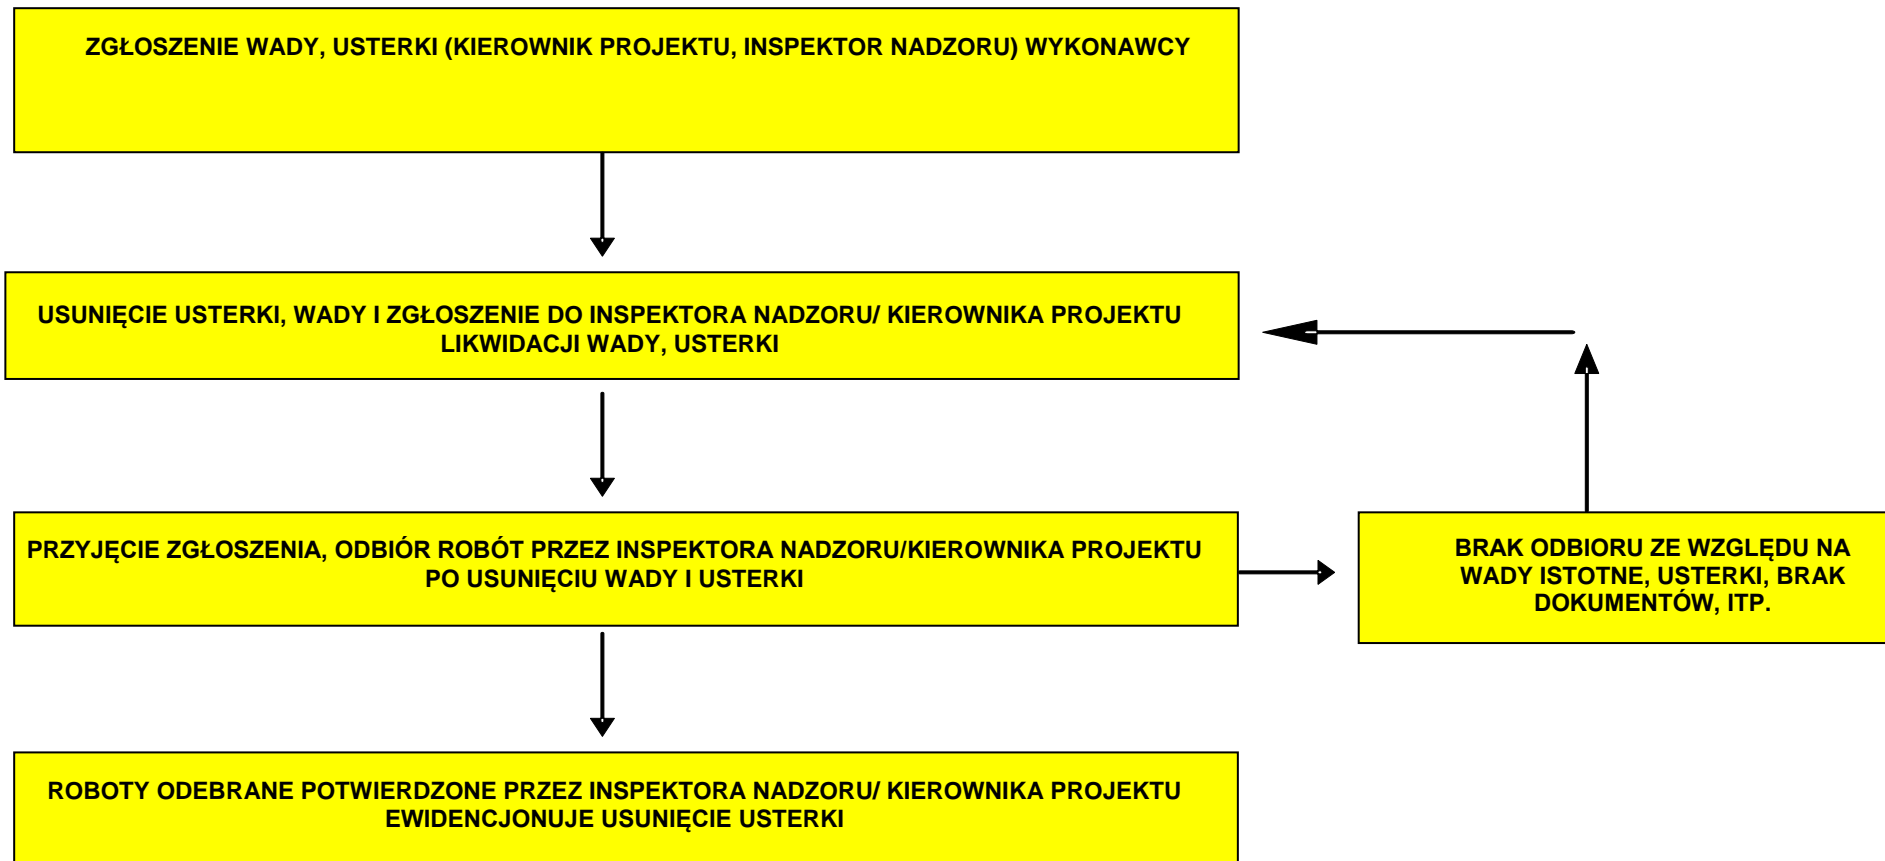 ZGŁOSZENIE WADY, USTERKI (KIEROWNIK PROJEKTU, INSPEKTOR NADZORU) WYKONAWCY
USUNIĘCIE USTERKI, WADY I ZGŁOSZENIE DO INSPEKTORA NADZORU/ KIEROWNIKA PROJEKTU
LIKWIDACJI WADY, USTERKI
PRZYJĘCIE ZGŁOSZENIA, ODBIÓR ROBÓT PRZEZ INSPEKTORA NADZORU/KIEROWNIKA PROJEKTU
PO USUNIĘCIU WADY I USTERKI
BRAK ODBIORU ZE WZGLĘDU NA
WADY ISTOTNE, USTERKI, BRAK
DOKUMENTÓW, ITP.
ROBOTY ODEBRANE POTWIERDZONE PRZEZ INSPEKTORA NADZORU/ KIEROWNIKA PROJEKTU
EWIDENCJONUJE USUNIĘCIE USTERKI